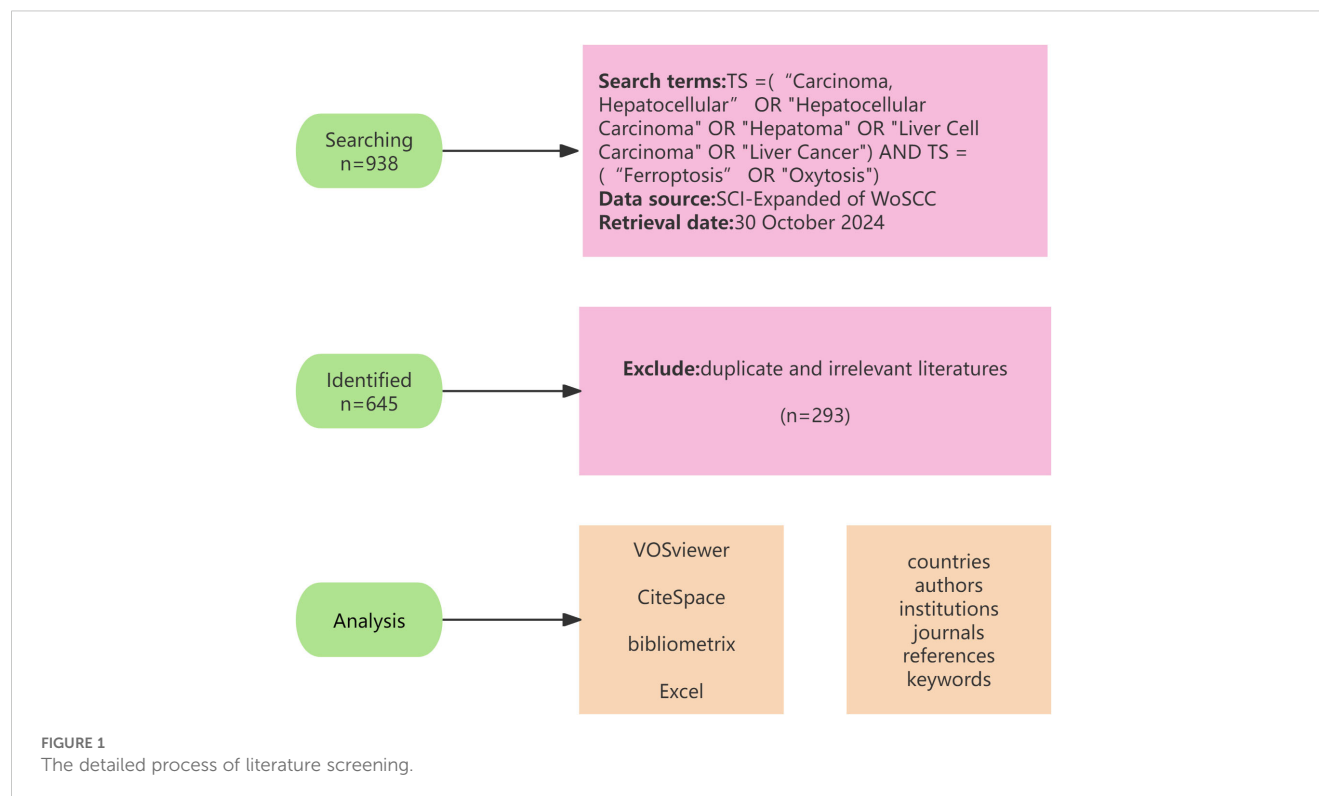 Searching
n=938
Search terms:TS =( “Carcinoma,
Hepatocellular” OR "Hepatocellular
Carcinoma" OR "Hepatoma" OR "Liver Cell
Carcinoma" OR "Liver Cancer") AND TS =
( “Ferroptosis” OR "Oxytosis")
Data source:SCI-Expanded of WoSCC
Retrieval date:30 October 2024
Identified
n=645
Exclude:duplicate and irrelevant literatures
(n=293)
Analysis
VOSviewer
CiteSpace
bibliometrix
Excel
countries
authors
institutions
journals
references
keywords
FIGURE 1
The detailed process of literature screening.